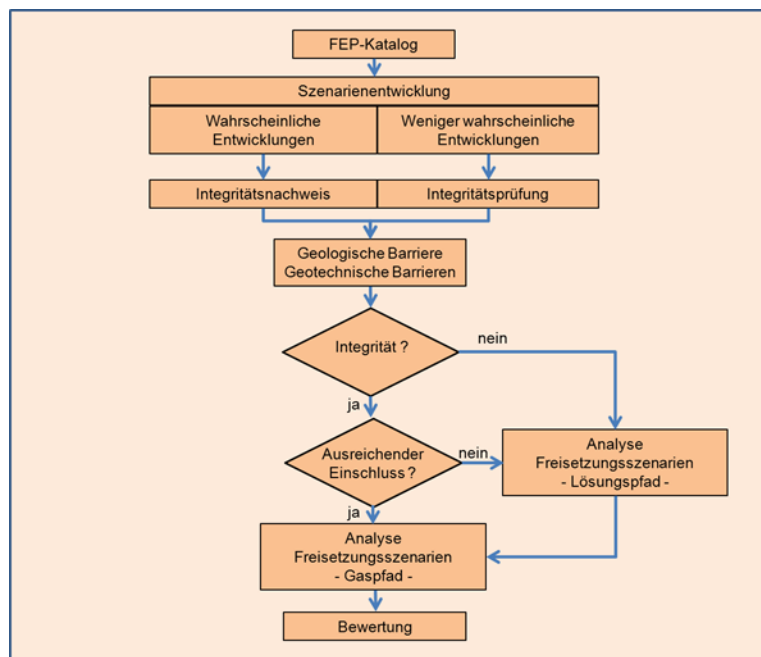 FEP-Katalog
Szenarienentwicklung
Wahrscheinliche
Entwicklungen
Weniger wahrscheinliche
Entwicklungen
Integritätsnachweis
Integritätsprüfung
Geologische Barriere
Geotechnische Barrieren
Integrität ?
nein
ja
Ausreichender
Einschluss ?
nein
Analyse
Freisetzungsszenarien
- Lösungspfad -
ja
Analyse
Freisetzungsszenarien
- Gaspfad -
Bewertung